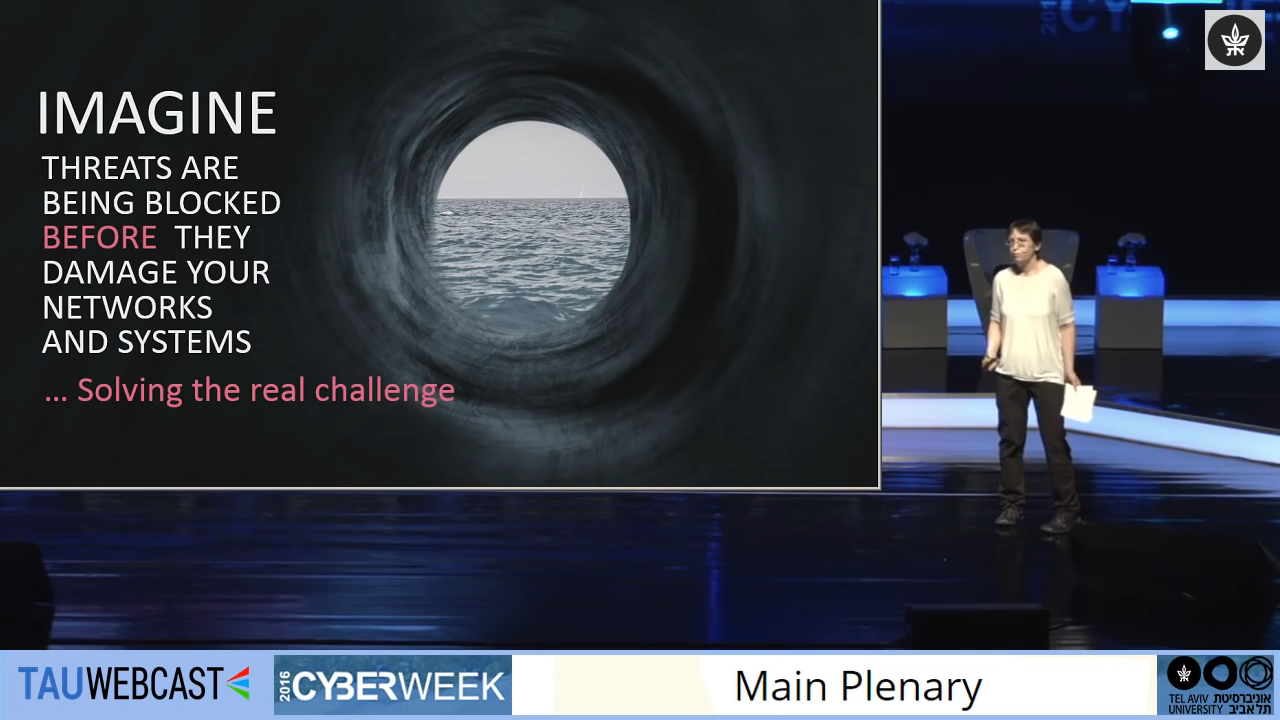 IMAGINE
THREATS ARE
BEING BLOCKED
BEFORE THEY
DAMAGE YOUR
NETWORKS
AND SYSTEMS
... Solving the real challenge
TAUWEBCAST
2016 CYBERWEEK
Main Plenary
TEL AVIV אוניברסיטת
UNIVERSITY תל אביב